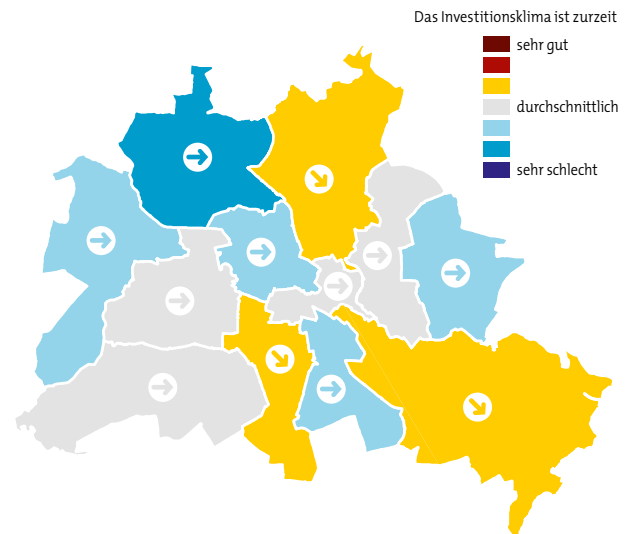 Das Investitionsklima ist zurzeit
sehr gut
durchschnittlich
sehr schlecht